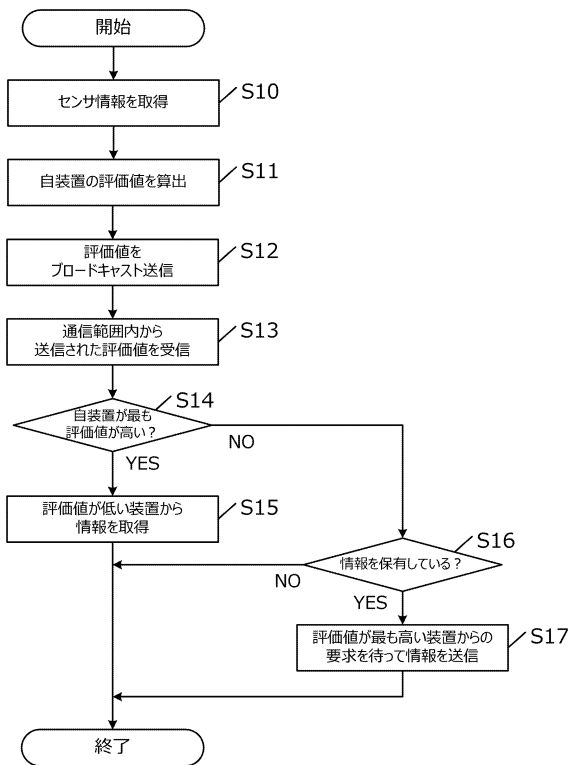 開始
センサ情報を取得
S10
自装置の評価値を算出
S11
評価値を
ブロードキャスト送信
S12
通信範囲内から
送信された評価値を受信
S13
自装置が最も
評価値が高い？
S14
NO
YES
評価値が低い装置から
情報を取得
S15
情報を保有している？
S16
NO
YES
評価値が最も高い装置からの
要求を待って情報を送信
S17
終了